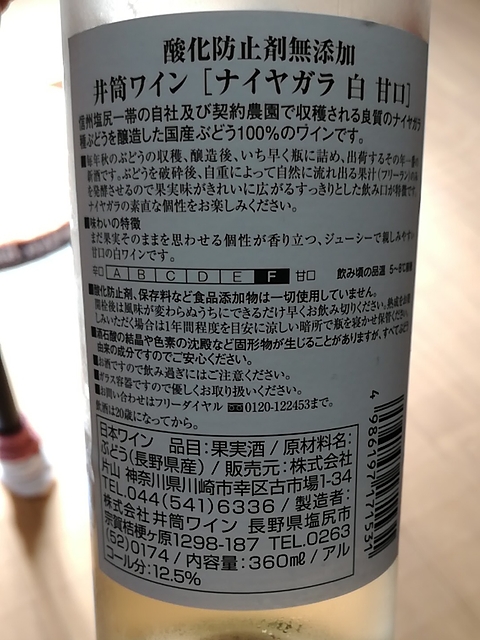 酸化防止剤無添加
井筒ワイン［ナイヤガラ 白 甘口］
信州塩尻一帯の自社及び契約農園で収穫される良質のナイヤガラ
種ぶどうを醸造した国産ぶどう100%のワインです。
■毎年秋のぶどうの収穫、醸造後、いち早く瓶に詰め、出荷するその年一番の
新酒です。ぶどうを破砕後、自重によって自然に流れ出る果汁(フリーラン)のみ
を発酵させるので果実味がきれいに広がるすっきりとした飲み口が特徴です。
ナイヤガラの素直な個性をお楽しみください。
■味わいの特徴
まだ果実そのままを思わせる個性が香り立つ、ジューシーで親しみやすい
甘口の白ワインです。
辛口 A B C D E F 甘口 飲み頃の品温 5〜8℃
■酸化防止剤、保存料など食品添加物は一切使用していません。
開栓後は風味が変わらぬうちにできるだけ早くお飲み切りください。熟成をお楽
しみいただく場合は1年間程度を目安に涼しい暗所で瓶を寝かせ保管ください。
■酒石酸の結晶や色素の沈殿など固形物が生じることがありますが、すべてぶどう
由来の成分ですのでご安心ください。
■お酒ですので飲み過ぎにはご注意ください。
■ガラス容器ですので優しくお取り扱いください。
■お問い合わせはフリーダイヤル 0120-122453まで。
飲酒は20歳になってから。
日本ワイン 品目:果実酒/原材料名:
ぶどう(長野県産)/販売元:株式会社
片山 神奈川県川崎市幸区古市場1-34
TEL.044(541)6336/製造者:
株式会社井筒ワイン 長野県塩尻市
宗賀桔梗ヶ原1298-187 TEL.0263
(52)0174/内容量:360mℓ/アル
コール分:12.5%
4986197171531